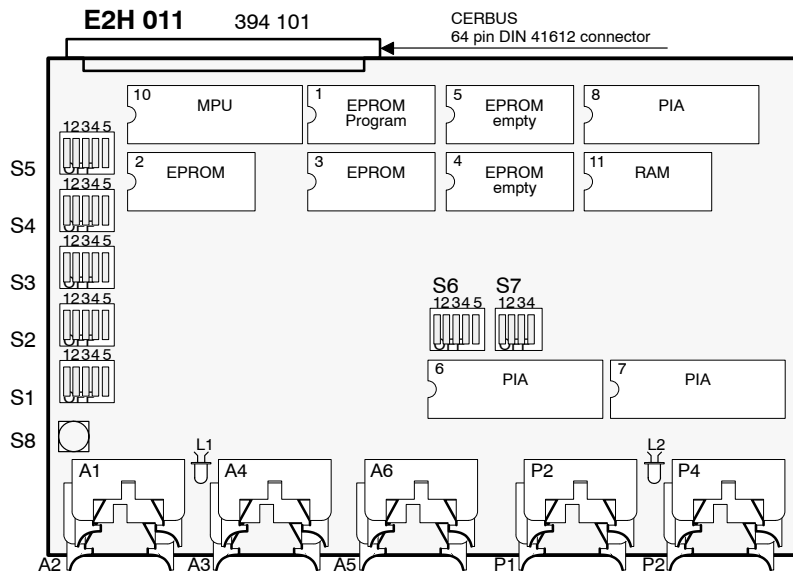 E2H 011 394 101
CERBUS
64 pin DIN 41612 connector
10 MPU
1 EPROM Program
5 EPROM empty
8 PIA
12345
S5
2 EPROM
3 EPROM
4 EPROM empty
11 RAM
12345
S4
12345
S3
S6 S7
12345 1234
12345
S2
12345
S1
6 PIA
7 PIA
S8
L1 L2
A1 A4 A6 P2 P4
A2 A3 A5 P1 P2